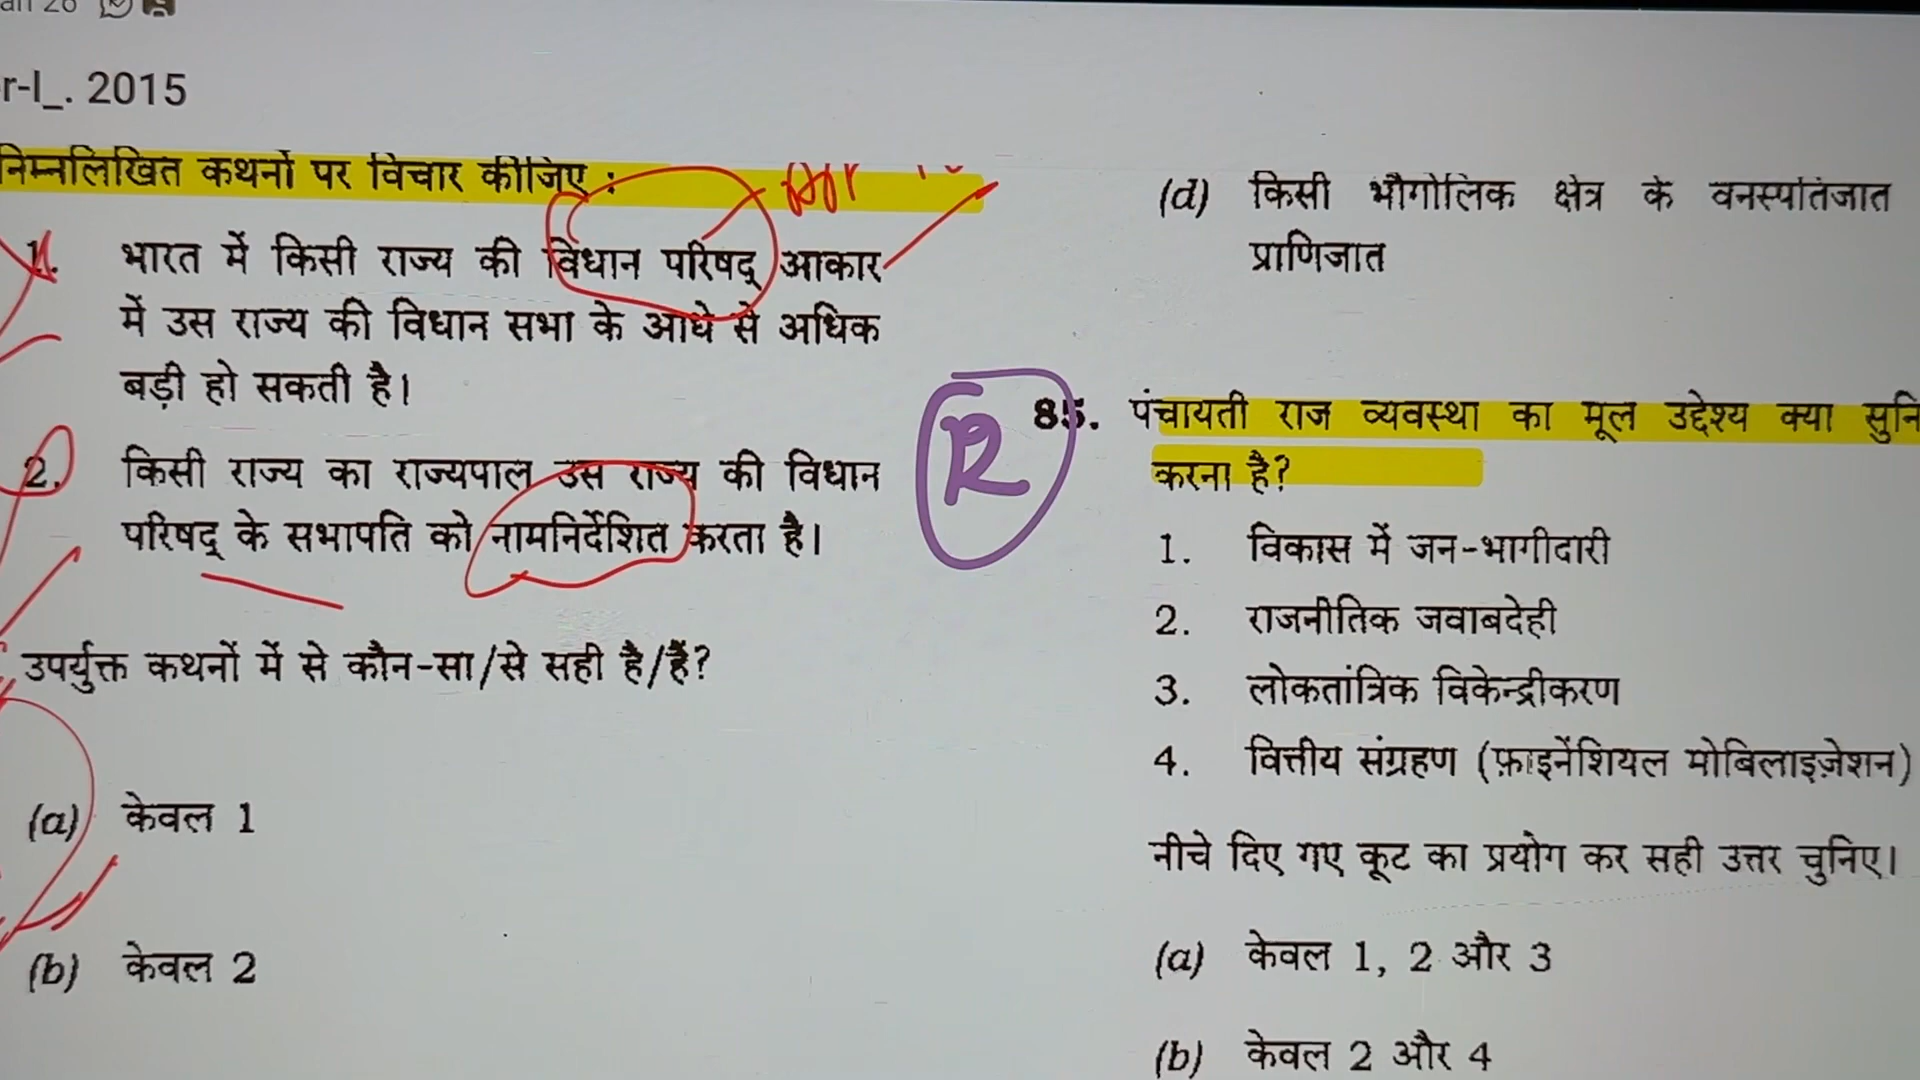 r-I_. 2015
निम्नलिखित कथनों पर विचार कीजिए :
1. भारत में किसी राज्य की विधान परिषद् आकार
में उस राज्य की विधान सभा के आधे से अधिक
बड़ी हो सकती है।
2. किसी राज्य का राज्यपाल उस राज्य की विधान
परिषद् के सभापति को नामनिर्देशित करता है।
उपर्युक्त कथनों में से कौन-सा/से सही है/हैं?
(a) केवल 1
(b) केवल 2
(d) किसी भौगोलिक क्षेत्र के वनस्पतिजात
प्राणिजात
R
85. पंचायती राज व्यवस्था का मूल उद्देश्य क्या सुनि
करना है?
1. विकास में जन-भागीदारी
2. राजनीतिक जवाबदेही
3. लोकतांत्रिक विकेन्द्रीकरण
4. वित्तीय संग्रहण (फ़ाइनेंशियल मोबिलाइज़ेशन)
नीचे दिए गए कूट का प्रयोग कर सही उत्तर चुनिए।
(a) केवल 1, 2 और 3
(b) केवल 2 और 4